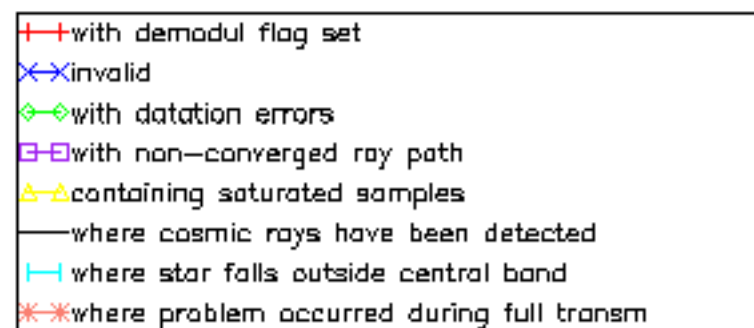 with demodul flag set
invalid
with datation errors
with non-converged ray path
containing saturated samples
where cosmic rays have been detected
where star falls outside central band
where problem occurred during full transm